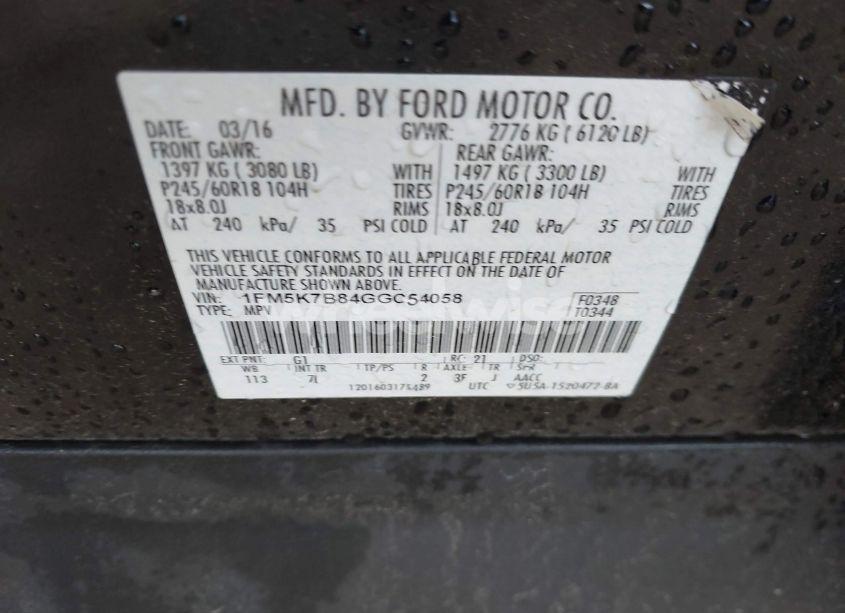 MFD. BY FORD MOTOR CO.
DATE: 03/16 GVWR: 2776 KG ( 6120 LB)
FRONT GAWR: REAR GAWR:
1397 KG ( 3080 LB) WITH 1497 KG ( 3300 LB) WITH
P245/60R18 104H TIRES P245/60R18 104H TIRES
18x8.0J RIMS 18x8.0J RIMS
AT 240 kPa/ 35 PSI COLD AT 240 kPa/ 35 PSI COLD
THIS VEHICLE CONFORMS TO ALL APPLICABLE FEDERAL MOTOR
VEHICLE SAFETY STANDARDS IN EFFECT ON THE DATE OF
MANUFACTURE SHOWN ABOVE.
VIN: 1FM5K7B84GGC54058 F0348
TYPE: MPV T0344
EXT PNT: G1 RC: 21 DSO:
WB INT TR TP/PS R AXLE TR SPR
113 7L 2 3F J AACC
UTC